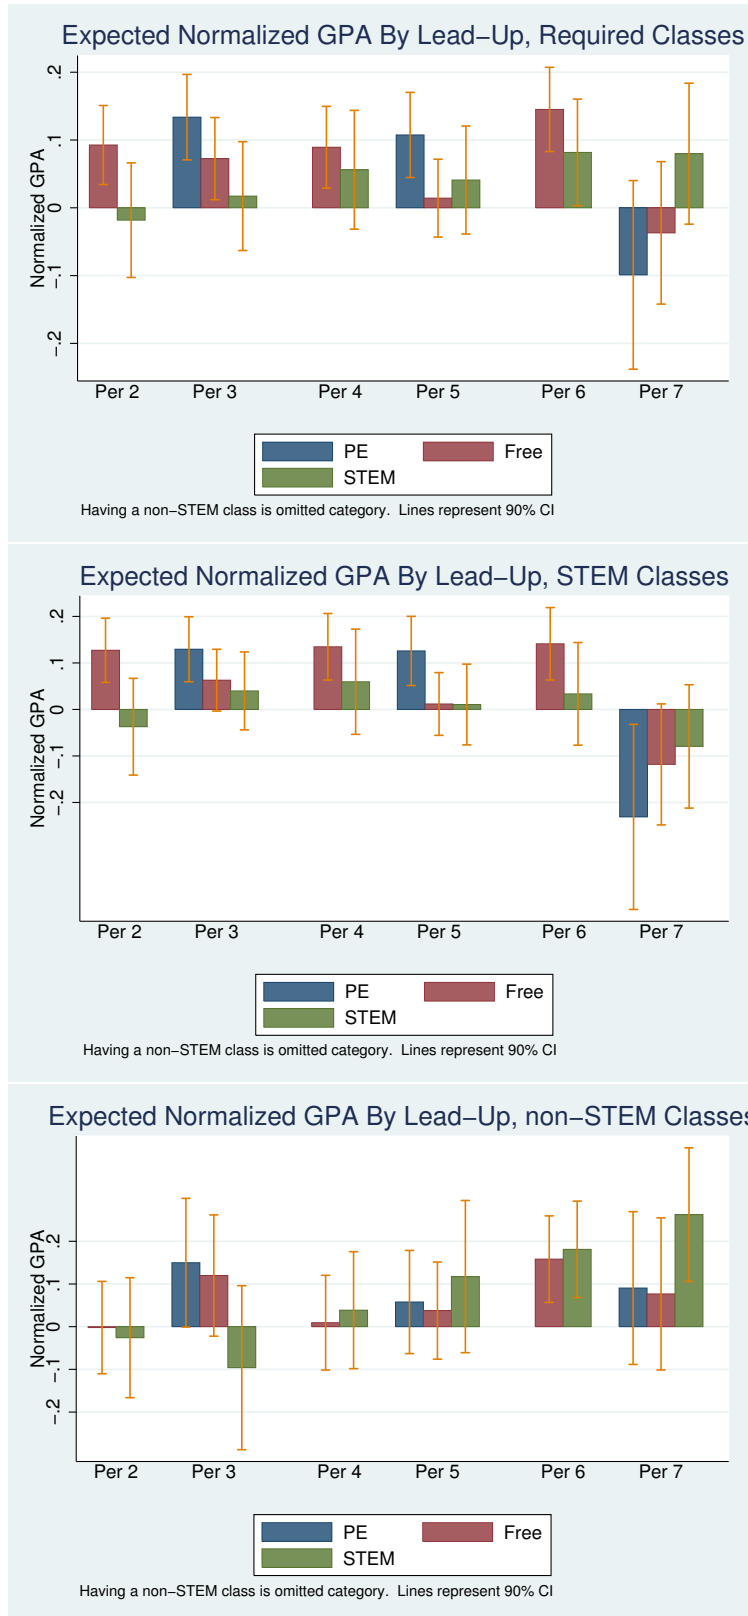 Expected Normalized GPA By Lead−Up, Required Classes
Normalized GPA
.2
.1
0
−.1
−.2
Per 2 Per 3 Per 4 Per 5 Per 6 Per 7
PE Free
STEM
Having a non−STEM class is omitted category. Lines represent 90% CI
Expected Normalized GPA By Lead−Up, STEM Classes
Normalized GPA
.2
.1
0
−.1
−.2
Per 2 Per 3 Per 4 Per 5 Per 6 Per 7
PE Free
STEM
Having a non−STEM class is omitted category. Lines represent 90% CI
Expected Normalized GPA By Lead−Up, non−STEM Classes
Normalized GPA
.2
.1
0
−.1
−.2
Per 2 Per 3 Per 4 Per 5 Per 6 Per 7
PE Free
STEM
Having a non−STEM class is omitted category. Lines represent 90% CI